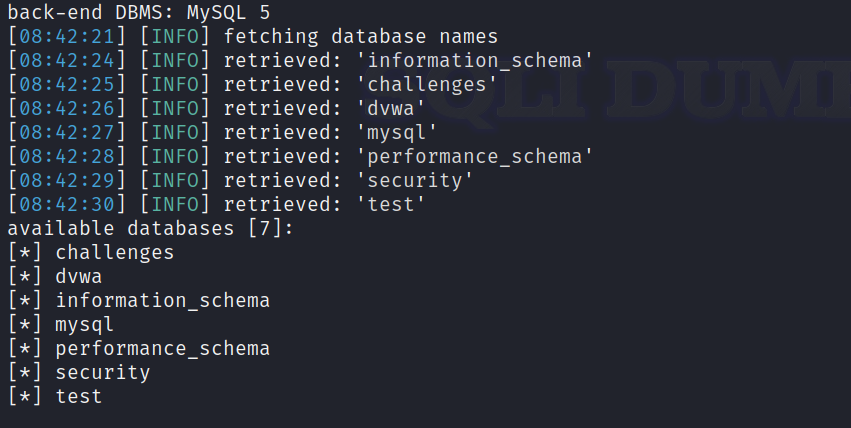 back-end DBMS: MySQL 5
[08:42:21] [INFO] fetching database names
[08:42:24] [INFO] retrieved: 'information_schema'
[08:42:25] [INFO] retrieved: 'challenges'
[08:42:26] [INFO] retrieved: 'dvwa'
[08:42:27] [INFO] retrieved: 'mysql'
[08:42:28] [INFO] retrieved: 'performance_schema'
[08:42:29] [INFO] retrieved: 'security'
[08:42:30] [INFO] retrieved: 'test'
available databases [7]:
[*] challenges
[*] dvwa
[*] information_schema
[*] mysql
[*] performance_schema
[*] security
[*] test